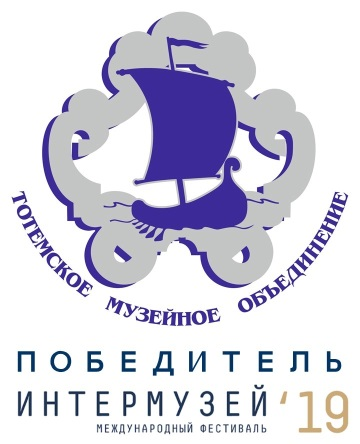 ТОТЕМСКОЕ МУЗЕЙНОЕ ОБЪЕДИНЕНИЕ
ПОБЕДИТЕЛЬ
ИНТЕРМУЗЕЙ ‘19
МЕЖДУНАРОДНЫЙ ФЕСТИВАЛЬ